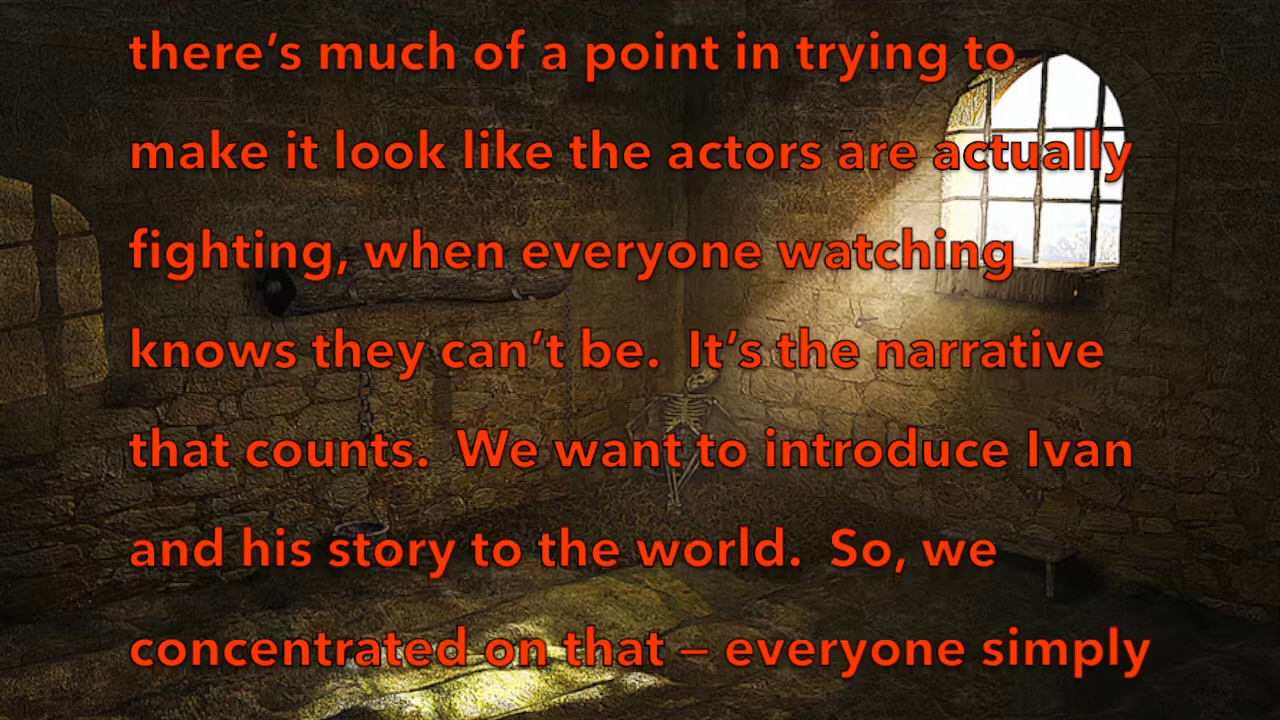 there’s much of a point in trying to
make it look like the actors are actually
fighting, when everyone watching
knows they can’t be.  It’s the narrative
that counts.  We want to introduce Ivan
and his story to the world.  So, we
concentrated on that – everyone simply